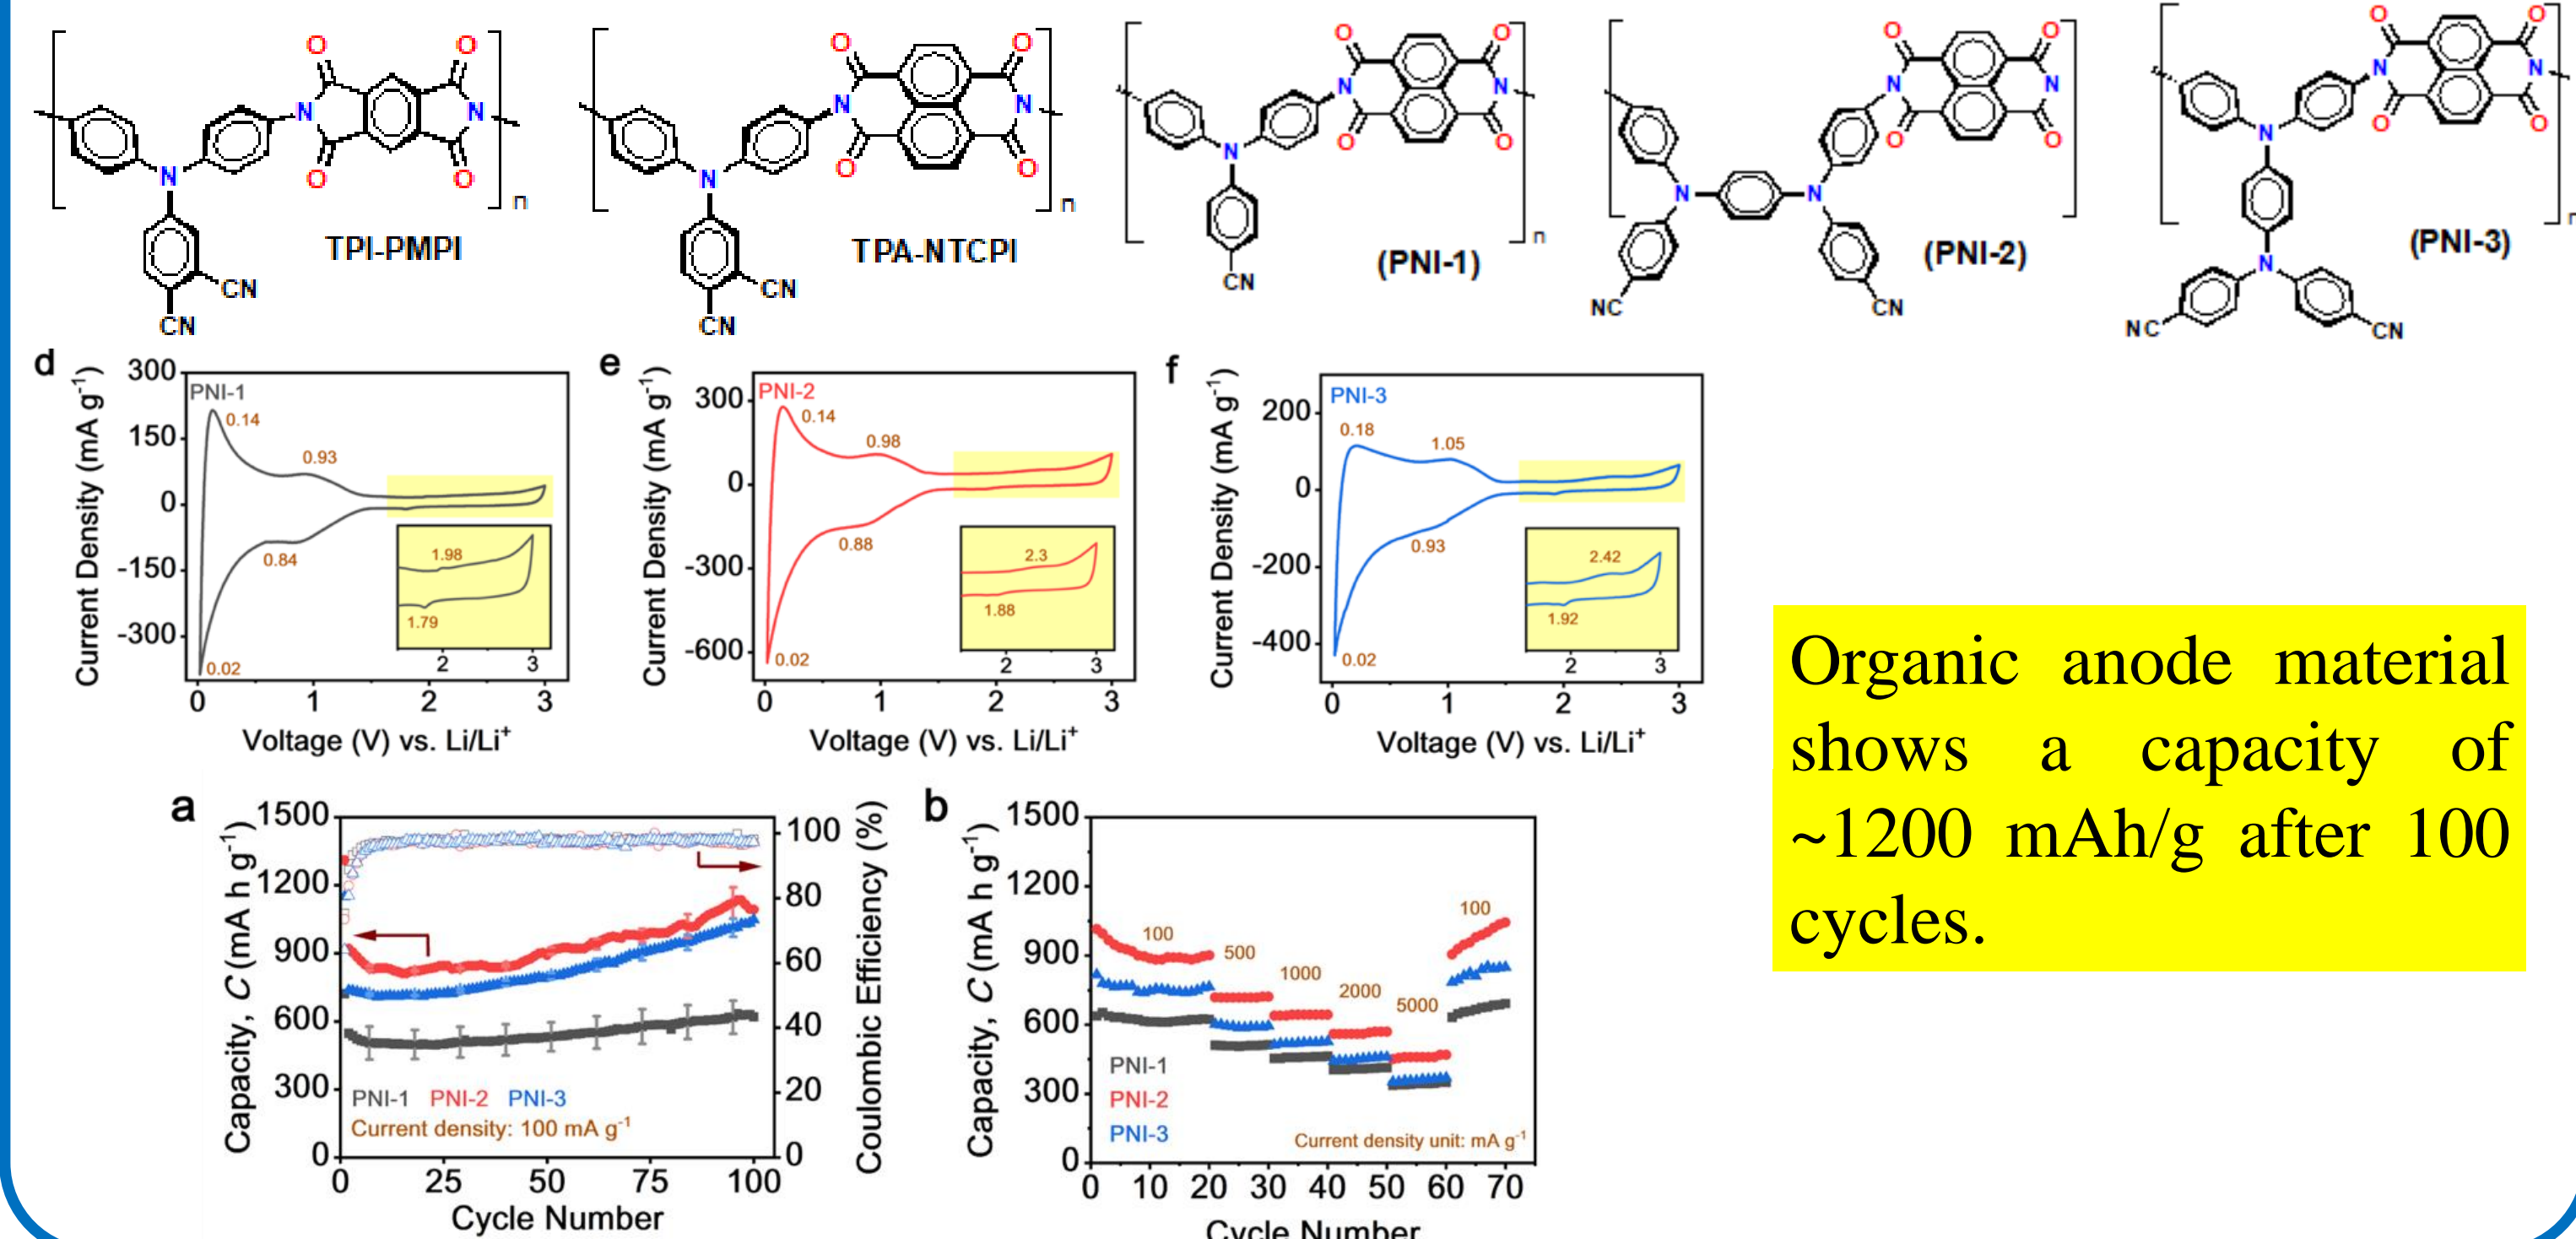 O O O O N N N n CN CN TPI-PMPI
O O O O N N N n CN CN TPA-NTCPI
O O O O N N N n CN (PNI-1)
O O O O N N N N NC CN (PNI-2)
O O O O N N N N n NC CN (PNI-3)
d
PNI-1
Current Density (mA g-1)
300
150
0
-150
-300
0.14
0.93
0.84
0.02
1.98
1.79
2 3
0 1 2 3
Voltage (V) vs. Li/Li+
e
PNI-2
Current Density (mA g-1)
300
0
-300
-600
0.14
0.98
0.88
0.02
2.3
1.88
2 3
0 1 2 3
Voltage (V) vs. Li/Li+
f
PNI-3
Current Density (mA g-1)
200
0
-200
-400
0.18
1.05
0.93
0.02
2.42
1.92
2 3
0 1 2 3
Voltage (V) vs. Li/Li+
Organic anode material
shows a capacity of
~1200 mAh/g after 100
cycles.
a
Capacity, C (mA h g-1)
1500
1200
900
600
300
0
100
80
60
40
20
0
Coulombic Efficiency (%)
PNI-1 PNI-2 PNI-3
Current density: 100 mA g-1
0 25 50 75 100
Cycle Number
b
Capacity, C (mA h g-1)
1500
1200
900
600
300
0
100
500
1000
2000
5000
100
PNI-1
PNI-2
PNI-3
Current density unit: mA g-1
0 10 20 30 40 50 60 70
Cycle Number